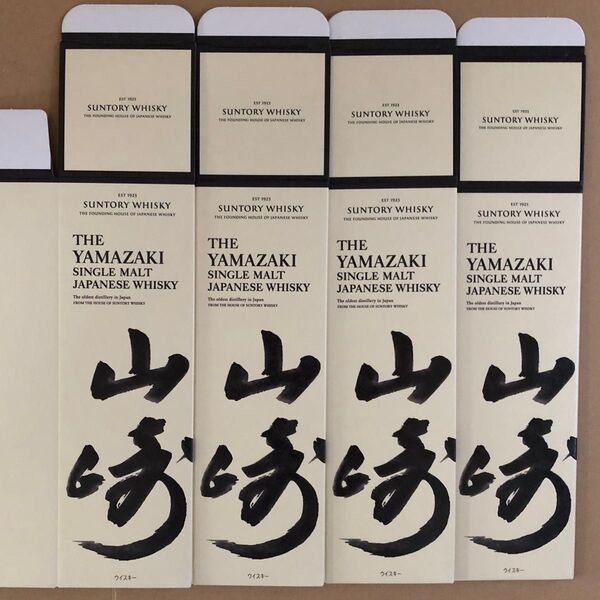 EST 1923
SUNTORY WHISKY
THE FOUNDING HOUSE OF JAPANESE WHISKY
EST 1923
SUNTORY WHISKY
THE FOUNDING HOUSE OF JAPANESE WHISKY
THE
YAMAZAKI
SINGLE MALT
JAPANESE WHISKY
The oldest distillery in Japan
FROM THE HOUSE OF SUNTORY WHISKY
山
崎
ウイスキー
EST 1923
SUNTORY WHISKY
THE FOUNDING HOUSE OF JAPANESE WHISKY
EST 1923
SUNTORY WHISKY
THE FOUNDING HOUSE OF JAPANESE WHISKY
THE
YAMAZAKI
SINGLE MALT
JAPANESE WHISKY
The oldest distillery in Japan
FROM THE HOUSE OF SUNTORY WHISKY
山
崎
ウイスキー
EST 1923
SUNTORY WHISKY
THE FOUNDING HOUSE OF JAPANESE WHISKY
EST 1923
SUNTORY WHISKY
THE FOUNDING HOUSE OF JAPANESE WHISKY
THE
YAMAZAKI
SINGLE MALT
JAPANESE WHISKY
The oldest distillery in Japan
FROM THE HOUSE OF SUNTORY WHISKY
山
崎
ウイスキー
EST 1923
SUNTORY WHISKY
THE FOUNDING HOUSE OF JAPANESE WHISKY
EST 1923
SUNTORY WHISKY
THE FOUNDING HOUSE OF JAPANESE WHISKY
THE
YAMAZAKI
SINGLE MALT
JAPANESE WHISKY
The oldest distillery in Japan
FROM THE HOUSE OF SUNTORY WHISKY
山
崎
ウイスキー